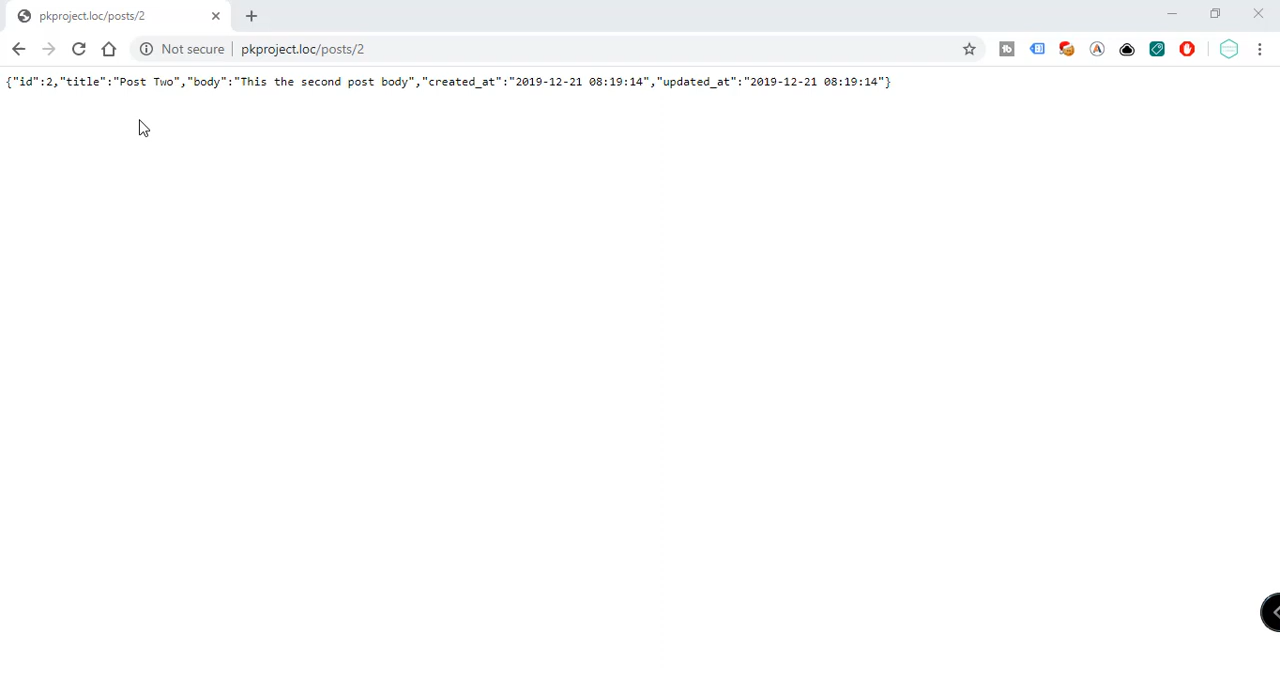 pkproject.loc/posts/2
Not secure pkproject.loc/posts/2
{"id":2,"title":"Post Two","body":"This the second post body","created_at":"2019-12-21 08:19:14","updated_at":"2019-12-21 08:19:14"}